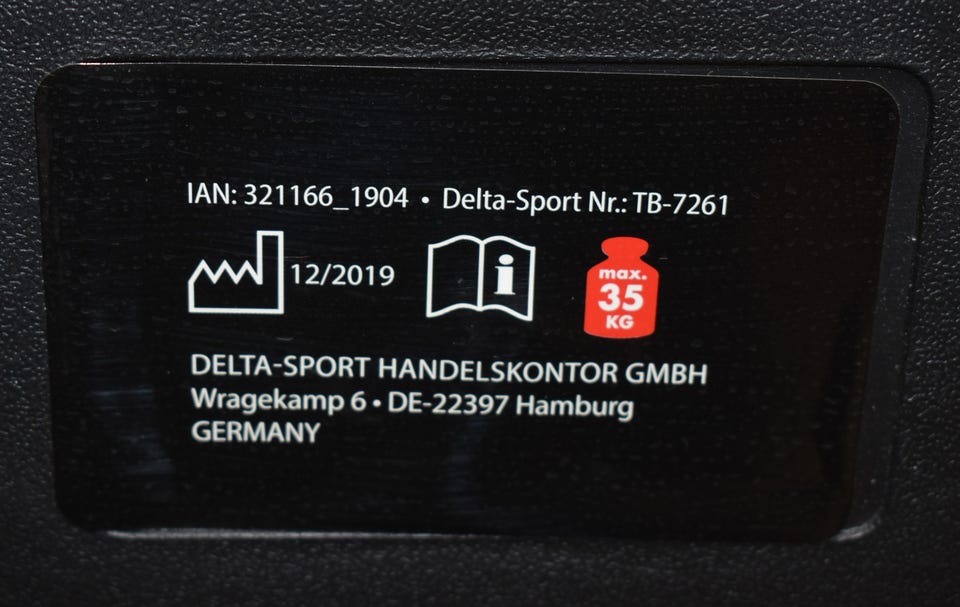 IAN: 321166_1904 • Delta-Sport Nr.: TB-7261
12/2019
i
max.
35
KG
DELTA-SPORT HANDELSKONTOR GMBH
Wragekamp 6 • DE-22397 Hamburg
GERMANY